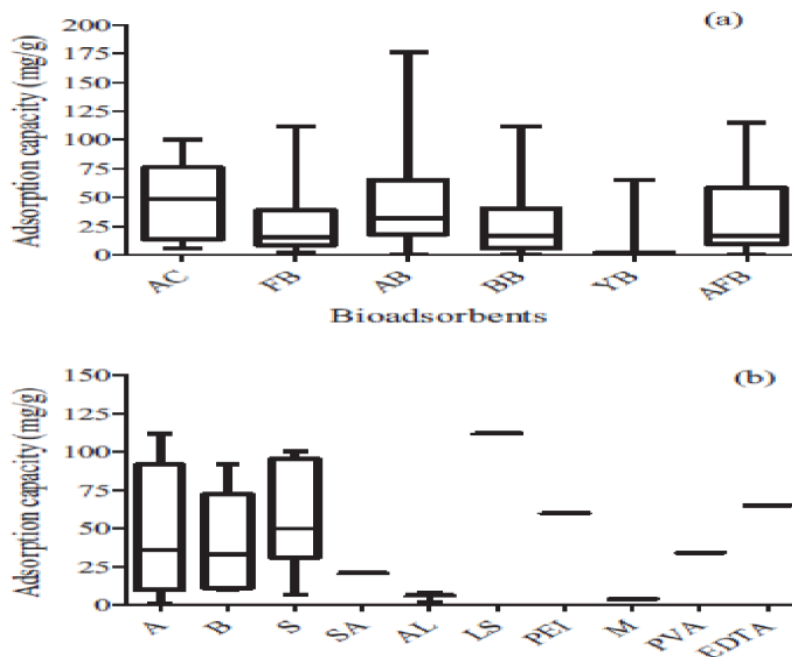 (a)
Adsorption capacity (mg/g)
200
175
150
125
100
75
50
25
0
AC FB AB BB YB AFB
Bioadsorbents
(b)
Adsorption capacity (mg/g)
150
125
100
75
50
25
0
A B S SA AL LS PEI M PVA EDTA